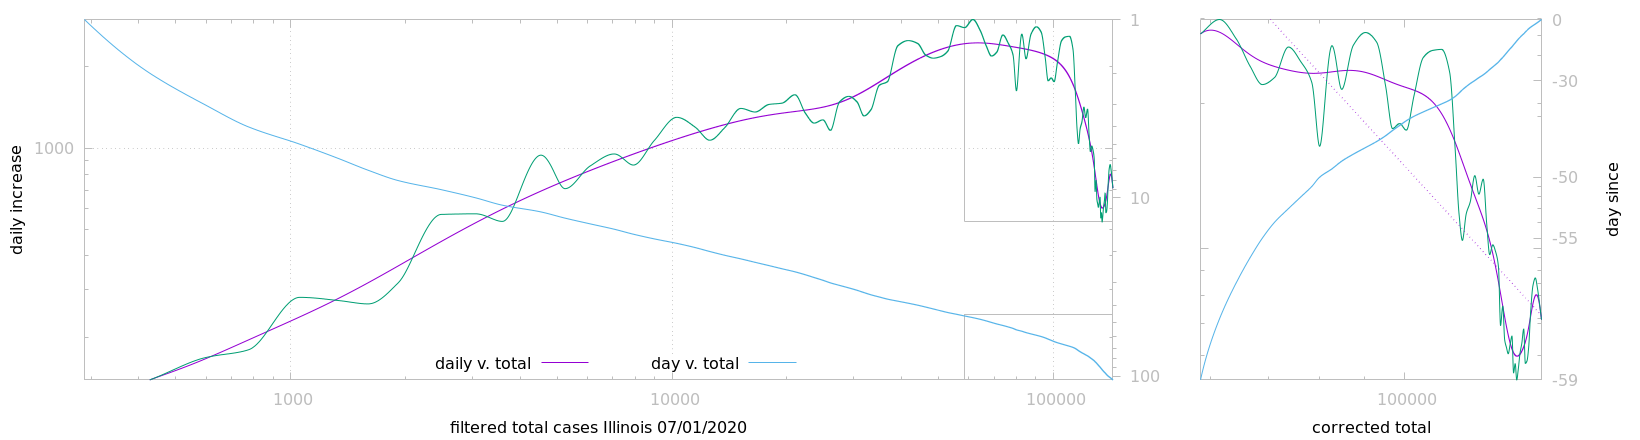 1
0
-30
1000
daily increase
-50
10
day since
-55
daily v. total
day v. total
100
-59
1000
10000
100000
100000
filtered total cases Illinois 07/01/2020
corrected total